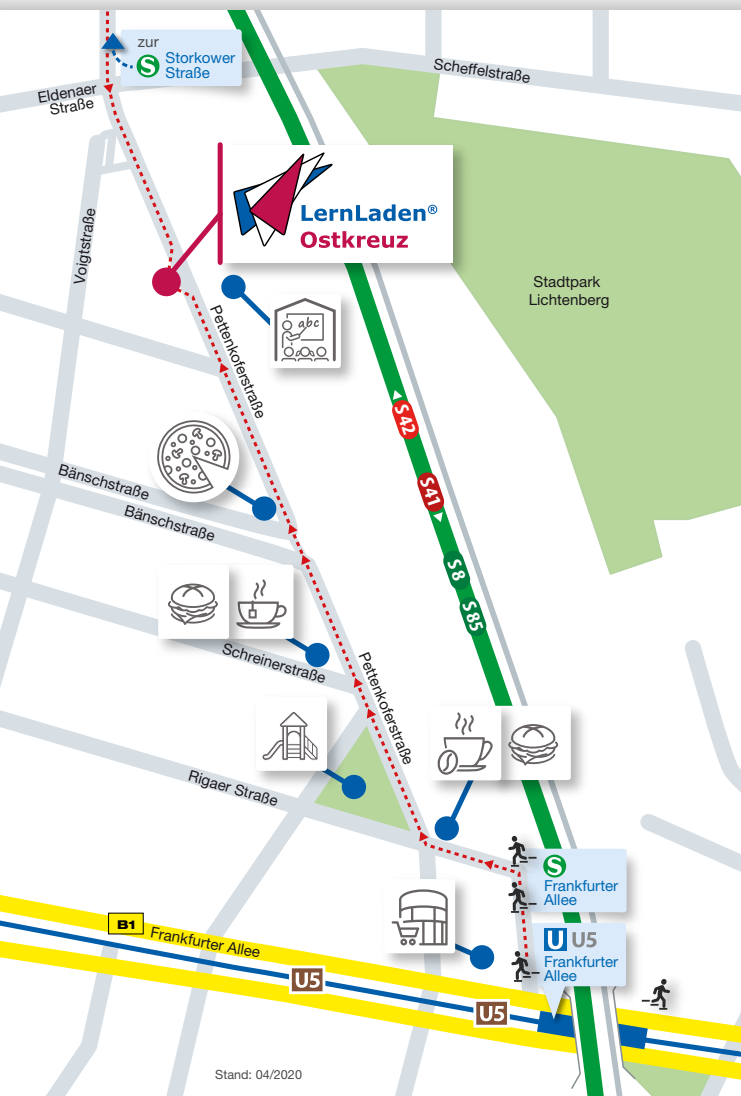 zur
S Storkower
Straße
Scheffelstraße
Eldenaer
Straße
LernLaden®
Ostkreuz
Voigtstraße
Stadtpark
Lichtenberg
abc
Pettenkoferstraße
S42
Bänschstraße
S41
Bänschstraße
S8
S85
Schreinerstraße
Pettenkoferstraße
Rigaer Straße
S
Frankfurter
Allee
B1 Frankfurter Allee
U U5
Frankfurter
Allee
U5
U5
Stand: 04/2020